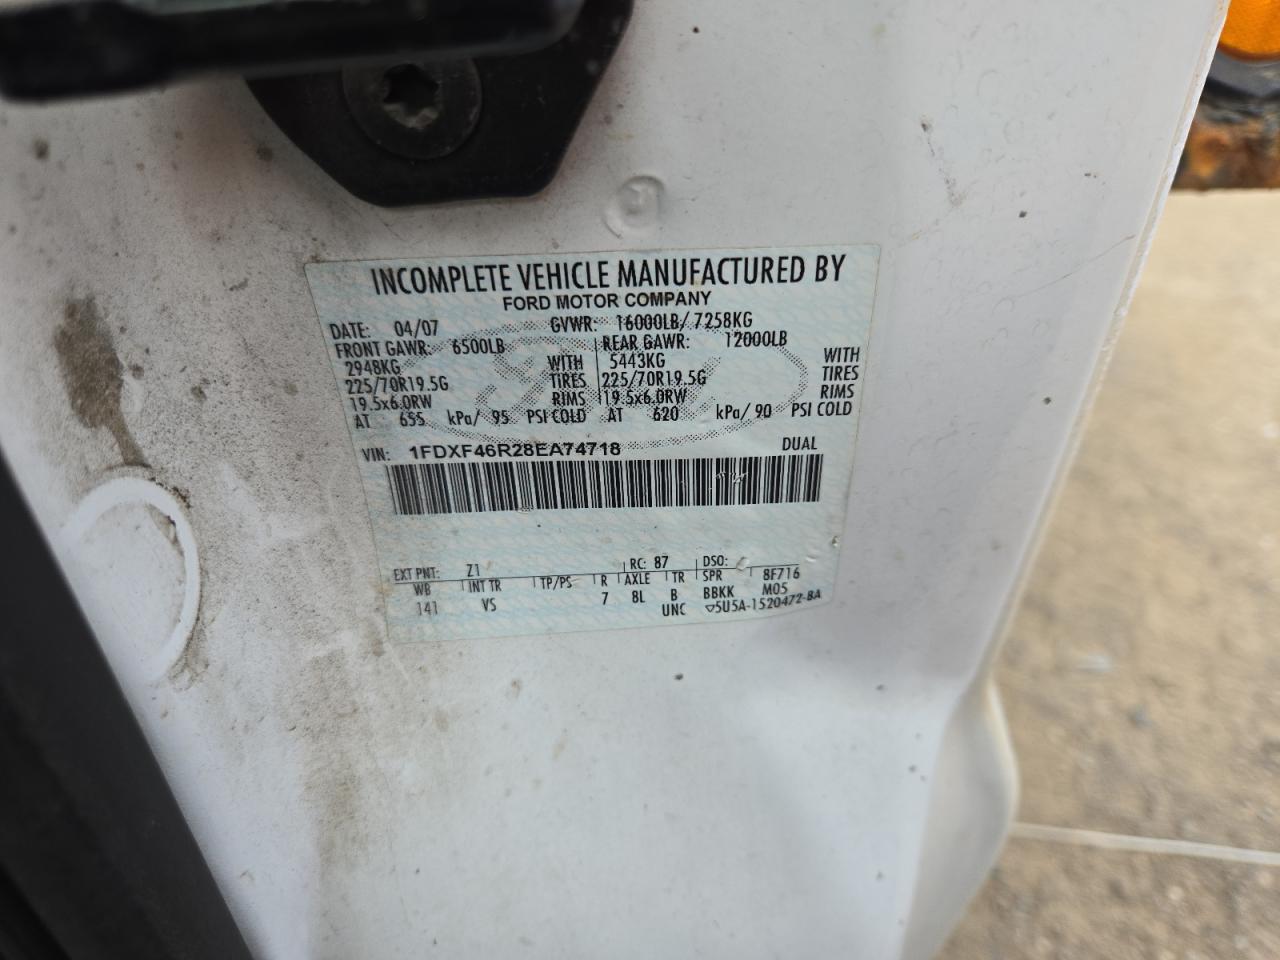 INCOMPLETE VEHICLE MANUFACTURED BY
FORD MOTOR COMPANY
DATE: 04/07 GVWR: 16000LB/ 7258KG
FRONT GAWR: 6500LB REAR GAWR: 12000LB
2948KG WITH 5443KG WITH
225/70R19.5G TIRES 225/70R19.5G TIRES
19.5x6.0RW RIMS 19.5x6.0RW RIMS
AT 655 kPa/ 95 PSI COLD AT 620 kPa/ 90 PSI COLD
VIN: 1FDXF46R28EA74718 DUAL
EXT PNT: Z1 RC: 87 DSO:
WB INT TR TP/PS R AXLE TR SPR 8F716
141 VS 7 8L B BBKK M05
UNC ▽5U5A-1520472-BA